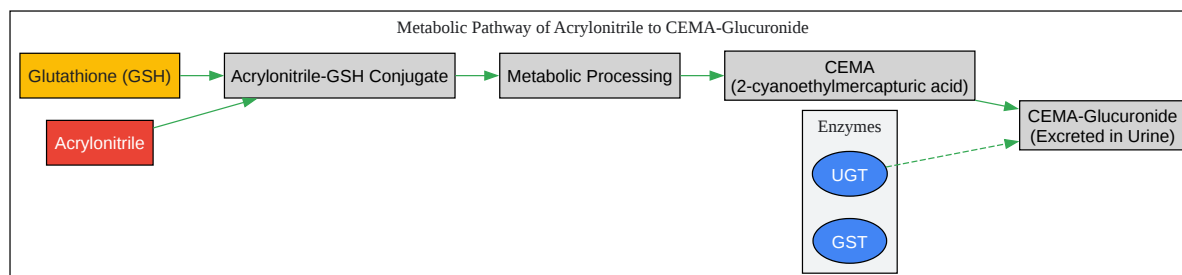 Metabolic Pathway of Acrylonitrile to CEMA-Glucuronide
Glutathione (GSH)
Acrylonitrile
Acrylonitrile-GSH Conjugate
Metabolic Processing
CEMA
(2-cyanoethylmercapturic acid)
CEMA-Glucuronide
(Excreted in Urine)
Enzymes
UGT
GST